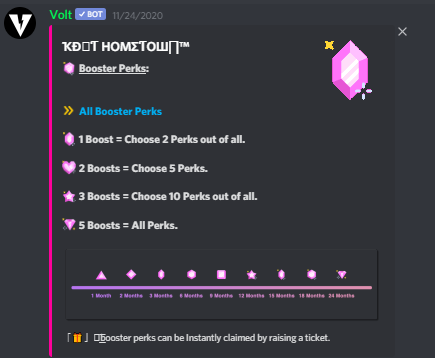 Volt ✓ BOT 11/24/2020
Booster Perks:
All Booster Perks
1 Boost = Choose 2 Perks out of all.
2 Boosts = Choose 5 Perks.
3 Boosts = Choose 10 Perks out of all.
5 Boosts = All Perks.
1 Month 2 Months 3 Months 6 Months 9 Months 12 Months 15 Months 18 Months 24 Months
Booster perks can be Instantly claimed by raising a ticket.